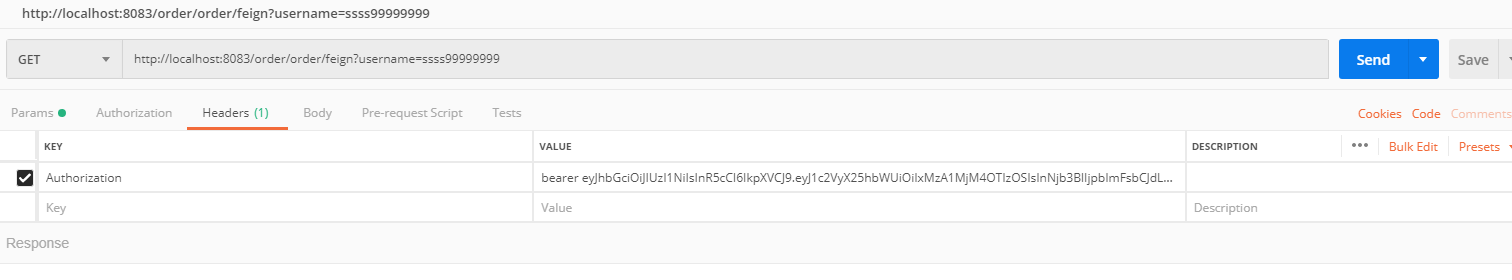 http://localhost:8083/order/order/feign?username=ssss99999999
GET http://localhost:8083/order/order/feign?username=ssss99999999 Send Save
Params Authorization Headers (1) Body Pre-request Script Tests Cookies Code Comments
KEY VALUE DESCRIPTION ••• Bulk Edit Presets
Authorization bearer eyJhbGciOiJIUzI1NiIsInR5cCI6IkpXVCJ9.eyJ1c2VyX25hbWUiOiIxMzA1MjM4OTIzOSIsInNjb3BlIjpbImFsbCJdL...
Key Value Description
Response